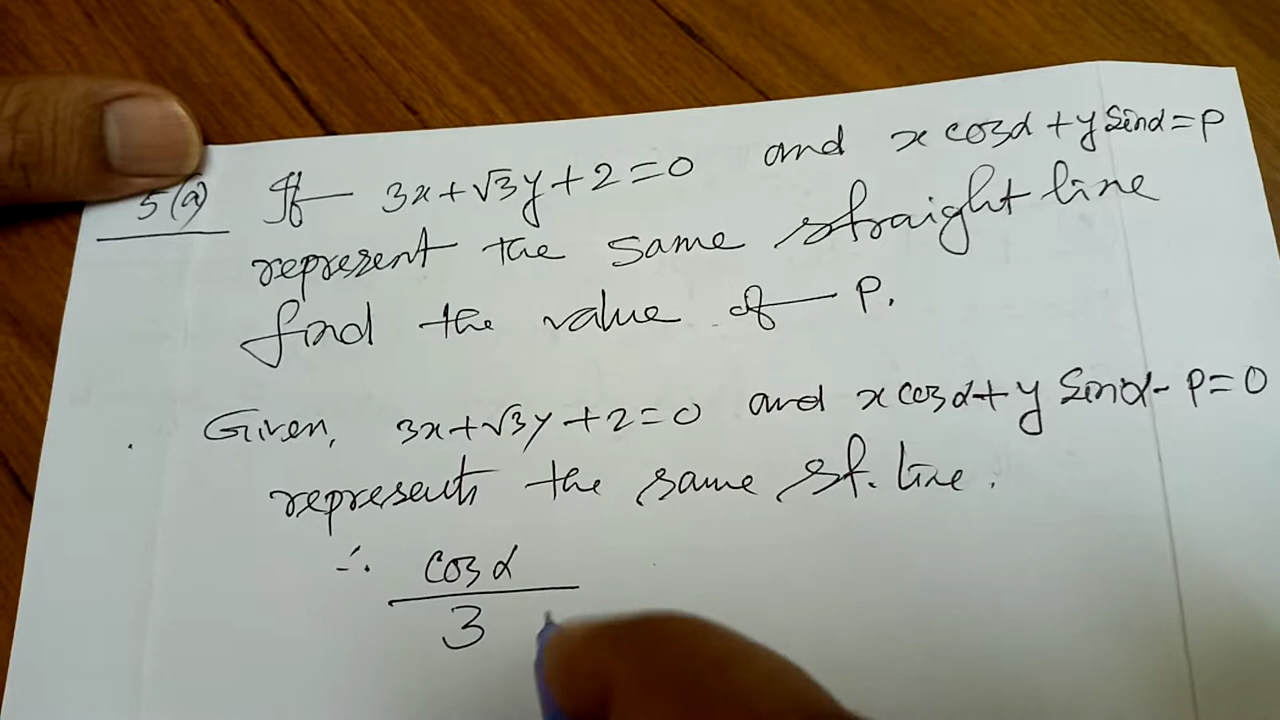 5(a) If 3x+√3y+2=0 and x cosα +y Sinα=P
represent the same straight line
find the value of P.
Given, 3x+√3y+2=0 and x cosα+y Sinα-P=0
represents the same st. line.
∴ cosα
3